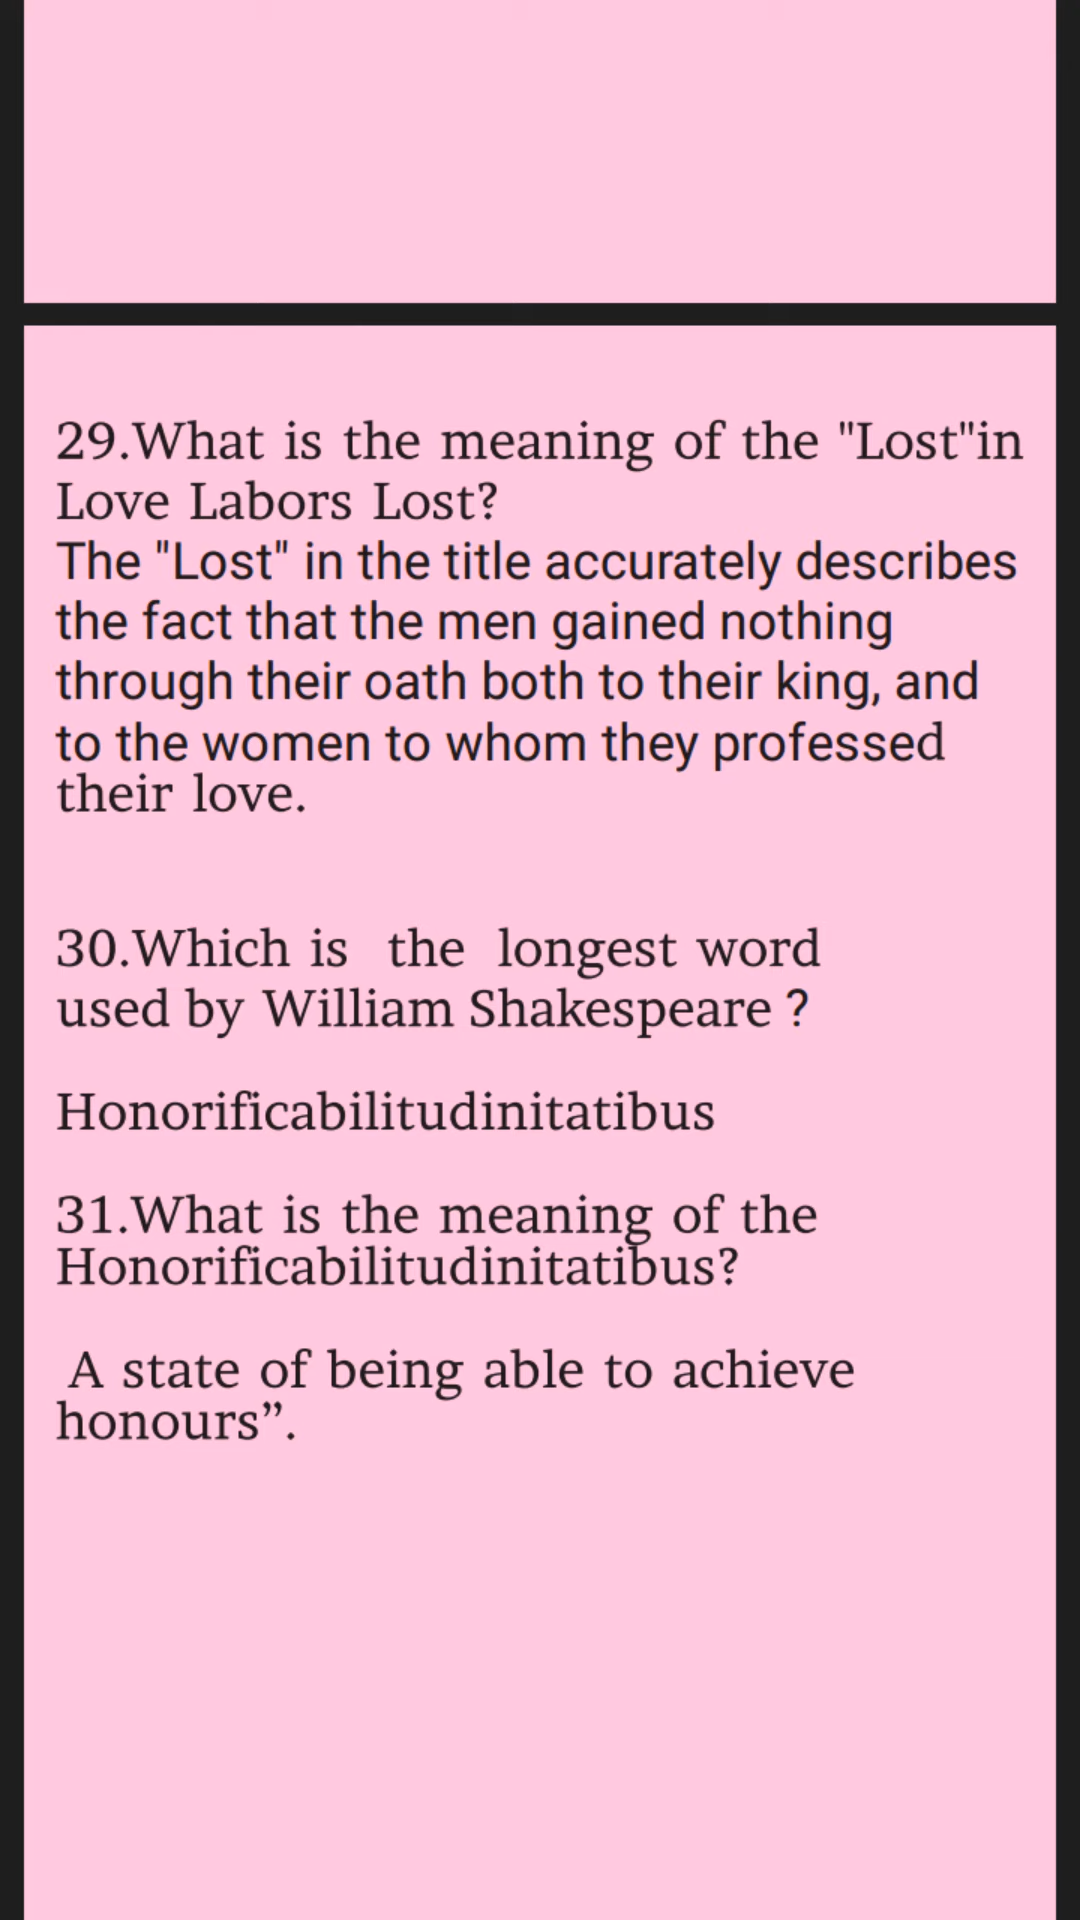 29.What is the meaning of the "Lost"in
Love Labors Lost?
The "Lost" in the title accurately describes
the fact that the men gained nothing
through their oath both to their king, and
to the women to whom they professed
their love.
30.Which is the longest word
used by William Shakespeare ?
Honorificabilitudinitatibus
31.What is the meaning of the
Honorificabilitudinitatibus?
A state of being able to achieve
honours”.